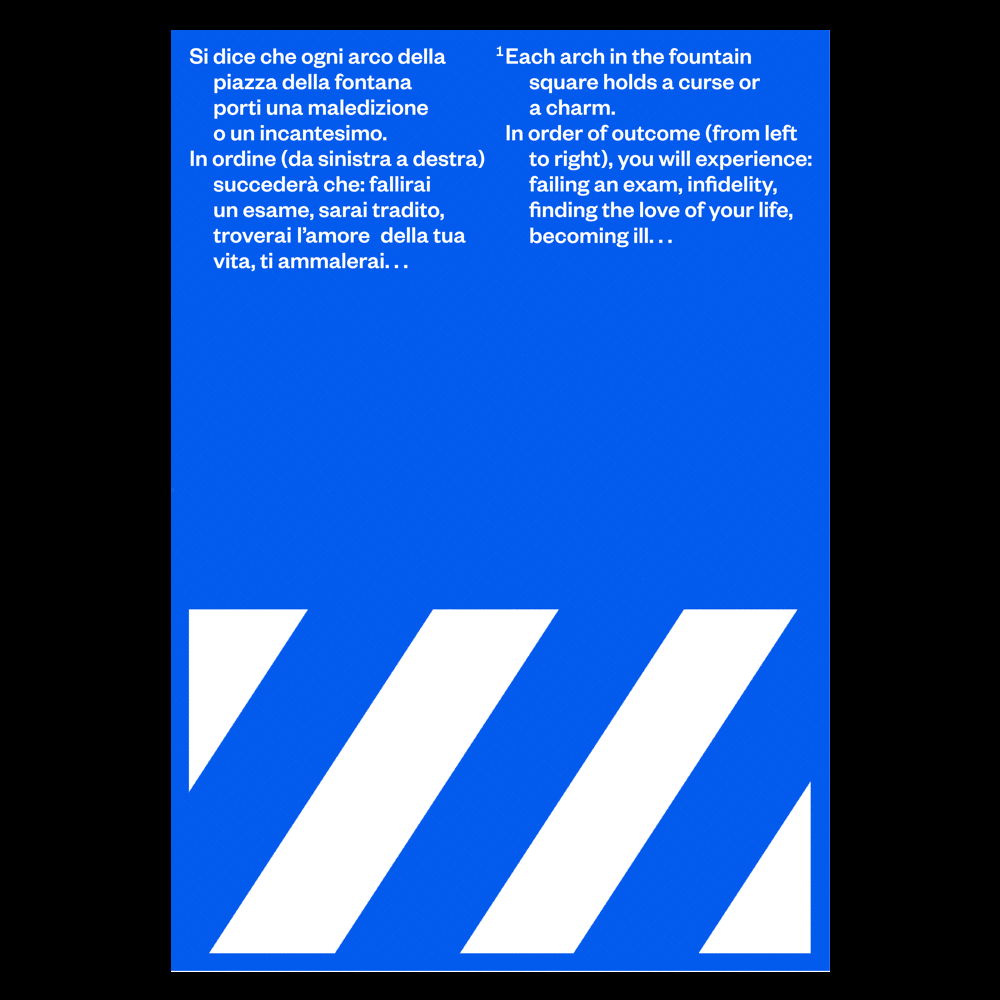 Si dice che ogni arco della
piazza della fontana
porti una maledizione
o un incantesimo.
In ordine (da sinistra a destra)
succederà che: fallirai
un esame, sarai tradito,
troverai l’amore  della tua
vita, ti ammalerai. . .
¹Each arch in the fountain
square holds a curse or
a charm.
In order of outcome (from left
to right), you will experience:
failing an exam, infidelity,
finding the love of your life,
becoming ill. . .